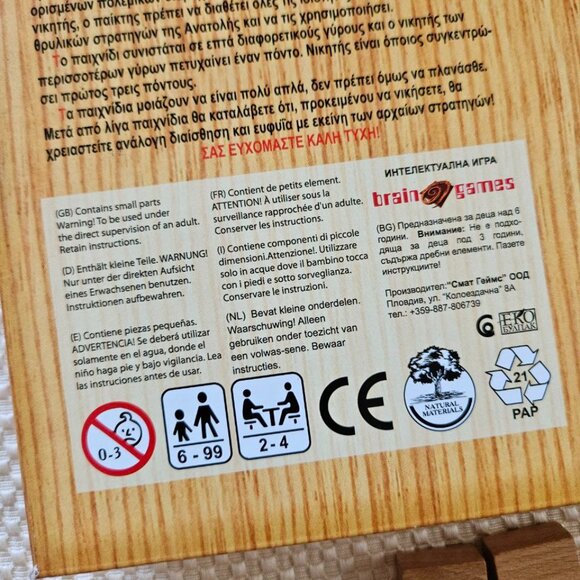 ορισμένων πολεμικών
νικητής, ο παίκτης πρέπει να διαθέτει όλες τις
θρυλικών στρατηγών της Ανατολής και να τις χρησιμοποιήσει.
Το παιχνίδι συνιστάται σε επτά διαφορετικούς γύρους και ο νικητής των
περισσοτέρων γύρων πετυχαίνει έναν πόντο. Νικητής είναι όποιος συγκεντρώ-
σει πρώτος τρεις πόντους.
Τα παιχνίδια μοιάζουν να είναι πολύ απλά, δεν πρέπει όμως να πλανάσθε.
Μετά από λίγα παιχνίδια θα καταλάβετε ότι, προκειμένου να νικήσετε, θα
χρειαστείτε ανάλογη διαίσθηση και ευφυΐα με εκείνη των αρχαίων στρατηγών!
ΣΑΣ ΕΥΧΟΜΑΣΤΕ ΚΑΛΗ ΤΥΧΗ!
(GB) Contains small parts
Warning! To be used under
the direct supervision of an adult.
Retain instructions.
(D) Enthält kleine Teile. WARNUNG!
Nur unter der direkten Aufsicht
eines Erwachsenen benutzen.
Instruktionen aufbewahren.
(E) Contiene piezas pequeñas.
ADVERTENCIA! Se deberá utilizar
solamente en el agua, donde el
niño haga pie y bajo vigilancia. Lea
las instrucciones antes de usar.
(FR) Contient de petits element.
ATTENTION! A utiliser sous la
surveillance rapprochée d'un adulte.
Conserver les instructions.
(I) Contiene componenti di piccole
dimensioni.Attenzione!. Utilizzare
solo in acque dove il bambino tocca
con i piedi e sotto sorveglianza.
Conservare le instruzioni.
(NL) Bevat kleine onderdelen.
Waarschuwing! Alleen
gebruiken onder toezicht van
een volwas-sene. Bewaar
instructies.
ИНТЕЛЕКТУАЛНА ИГРА
brain games
(BG) Предназначена за деца над 6
години. Внимание: Не е подхо-
дяща за деца под 3 години,
съдържа дребни елементи. Пазете
инструкциите!
Производител: "Смат Геймс" ООД
Пловдив, ул. "Колоездачна" 8А
тел.: +359-887-806739
ЕКО
БУЛПАК
0-3
6 - 99
2 - 4
CE
NATURAL
MATERIALS
21
PAP